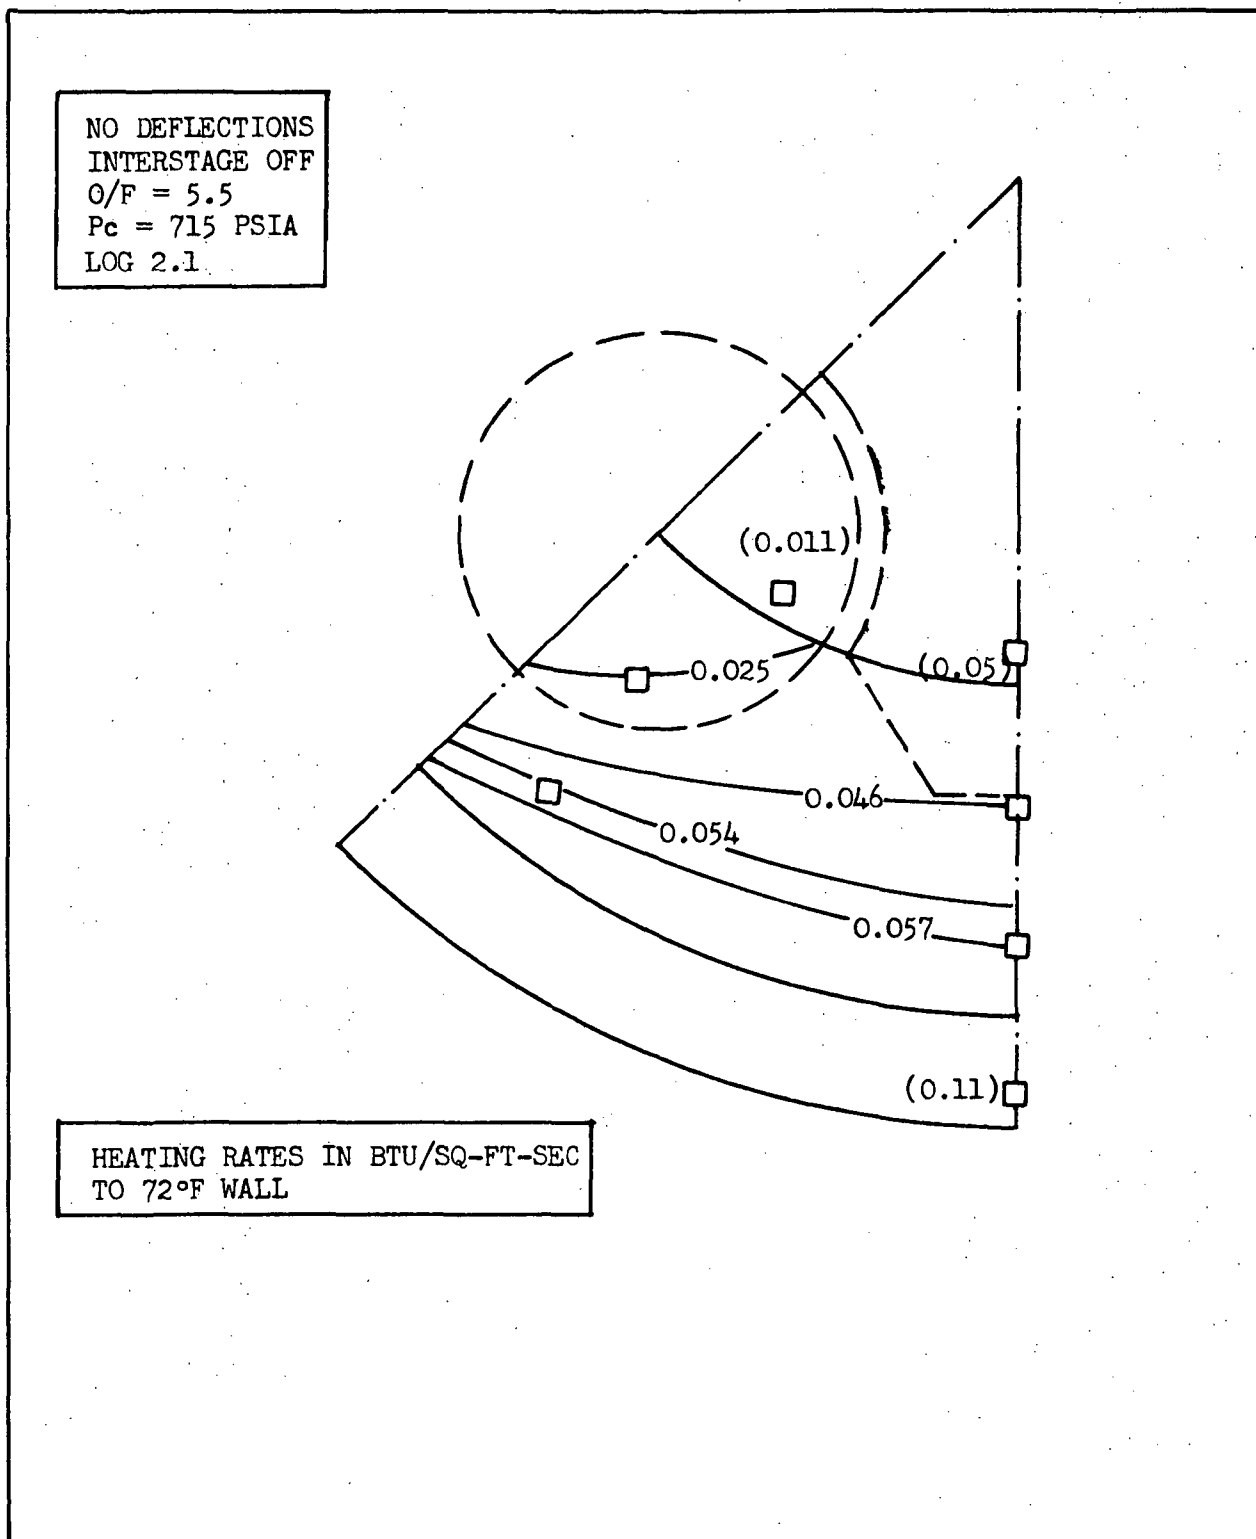 NO DEFLECTIONS
INTERSTAGE OFF
O/F = 5.5
Pc = 715 PSIA
LOG 2.1
(0.011)
0.025
(0.05)
0.046
0.054
0.057
(0.11)
HEATING RATES IN BTU/SQ-FT-SEC
TO 72°F WALL